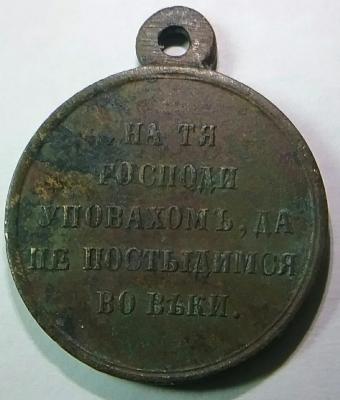 НА ТЯ
ГОСПОДИ
УПОВАХОМЪ, ДА
НЕ ПОСТЫДИМСЯ
ВО ВѢКИ.